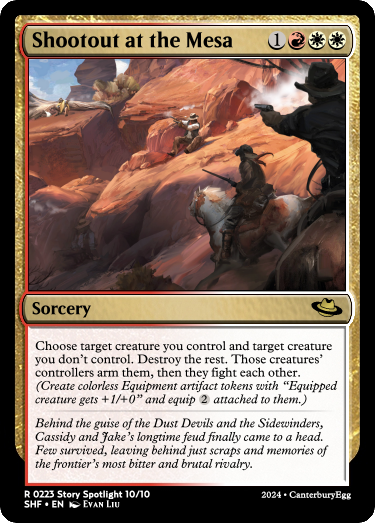 Shootout at the Mesa 1
Sorcery
Choose target creature you control and target creature
you don't control. Destroy the rest. Those creatures'
controllers arm them, then they fight each other.
(Create colorless Equipment artifact tokens with “Equipped
creature gets +1/+0” and equip 2 attached to them.)
Behind the guise of the Dust Devils and the Sidewinders,
Cassidy and Jake's longtime feud finally came to a head.
Few survived, leaving behind just scraps and memories of
the frontier's most bitter and brutal rivalry.
R 0223 Story Spotlight 10/10
SHF • EN Evan Liu
2024 • CanterburyEgg